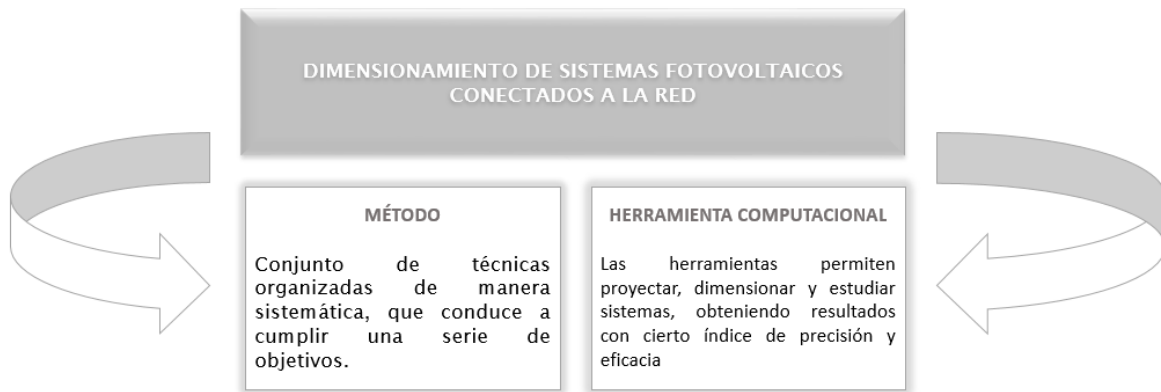 DIMENSIONAMIENTO DE SISTEMAS FOTOVOLTAICOS
CONECTADOS A LA RED
MÉTODO
Conjunto de técnicas
organizadas de manera
sistemática, que conduce a
cumplir una serie de
objetivos.
HERRAMIENTA COMPUTACIONAL
Las herramientas permiten
proyectar, dimensionar y estudiar
sistemas, obteniendo resultados
con cierto índice de precisión y
eficacia